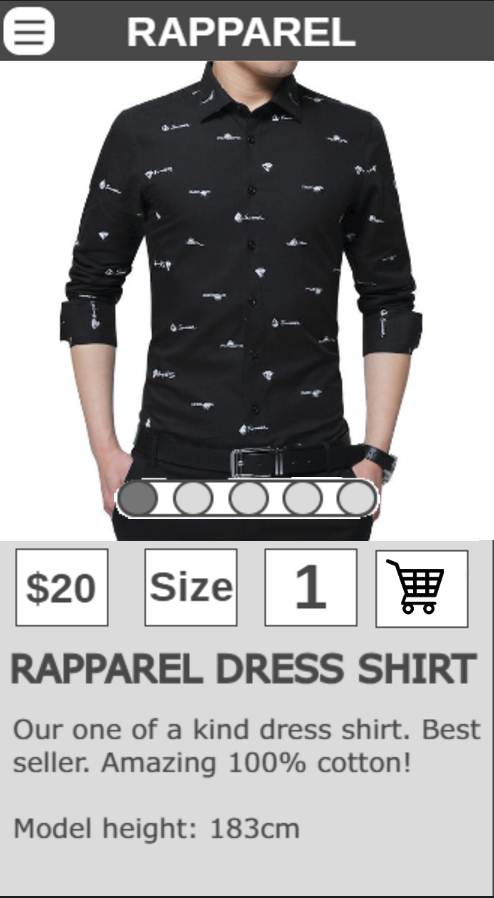 RAPPAREL
$20
Size
1
RAPPAREL DRESS SHIRT
Our one of a kind dress shirt. Best
seller. Amazing 100% cotton!
Model height: 183cm